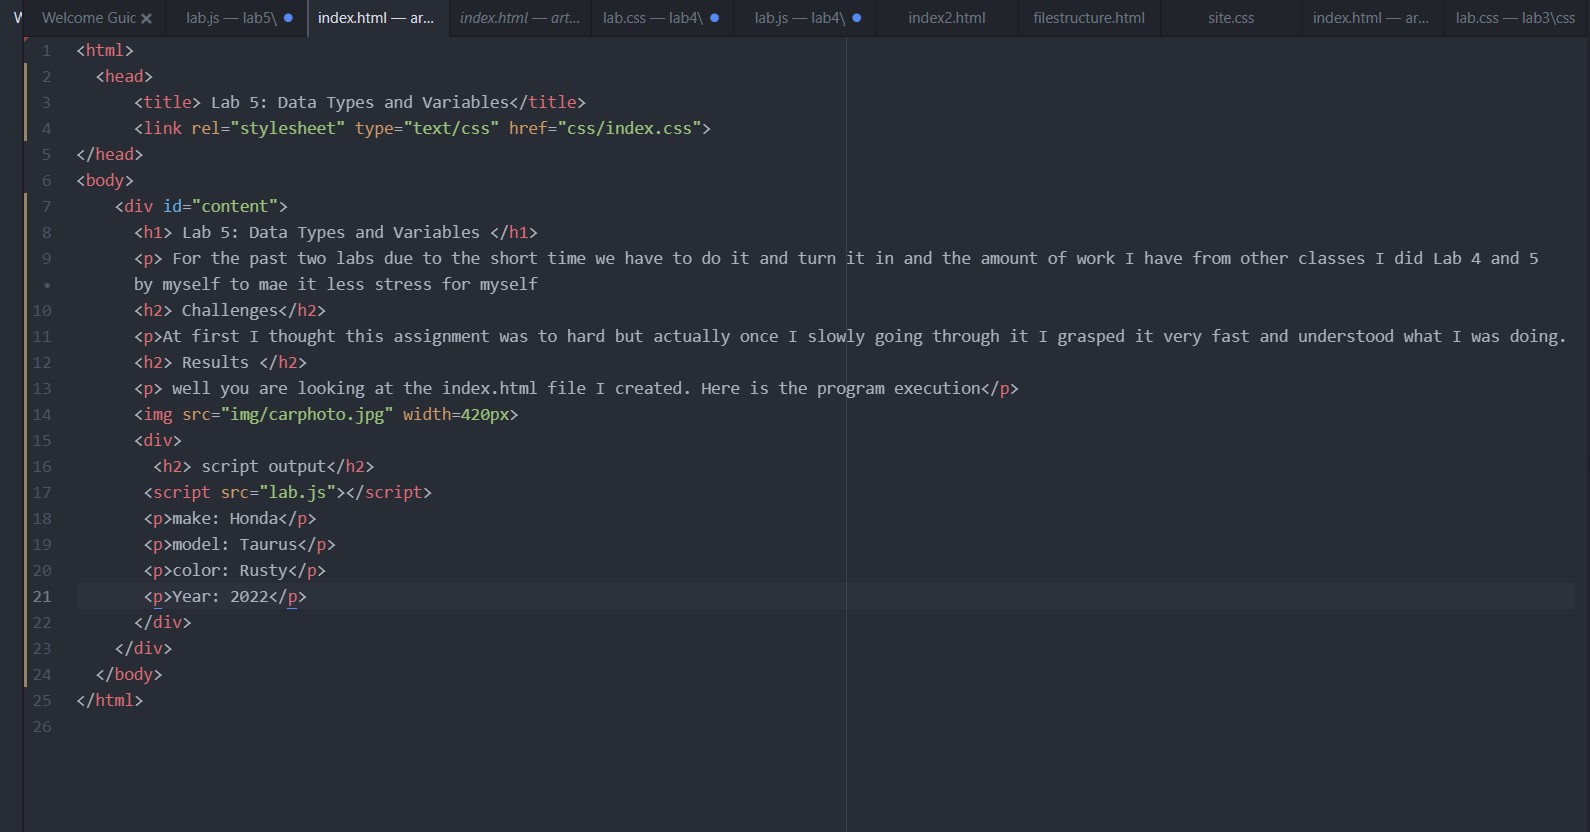 W Welcome Guid lab.js — lab5\ index.html — ar... index.html — art... lab.css — lab4\ lab.js — lab4\ index2.html filestructure.html site.css index.html — ar... lab.css — lab3\css
1 <html>
2 <head>
3 <title> Lab 5: Data Types and Variables</title>
4 <link rel="stylesheet" type="text/css" href="css/index.css">
5 </head>
6 <body>
7 <div id="content">
8 <h1> Lab 5: Data Types and Variables </h1>
9 <p> For the past two labs due to the short time we have to do it and turn it in and the amount of work I have from other classes I did Lab 4 and 5
• by myself to mae it less stress for myself
10 <h2> Challenges</h2>
11 <p>At first I thought this assignment was to hard but actually once I slowly going through it I grasped it very fast and understood what I was doing.
12 <h2> Results </h2>
13 <p> well you are looking at the index.html file I created. Here is the program execution</p>
14 <img src="img/carphoto.jpg" width=420px>
15 <div>
16 <h2> script output</h2>
17 <script src="lab.js"></script>
18 <p>make: Honda</p>
19 <p>model: Taurus</p>
20 <p>color: Rusty</p>
21 <p>Year: 2022</p>
22 </div>
23 </div>
24 </body>
25 </html>
26